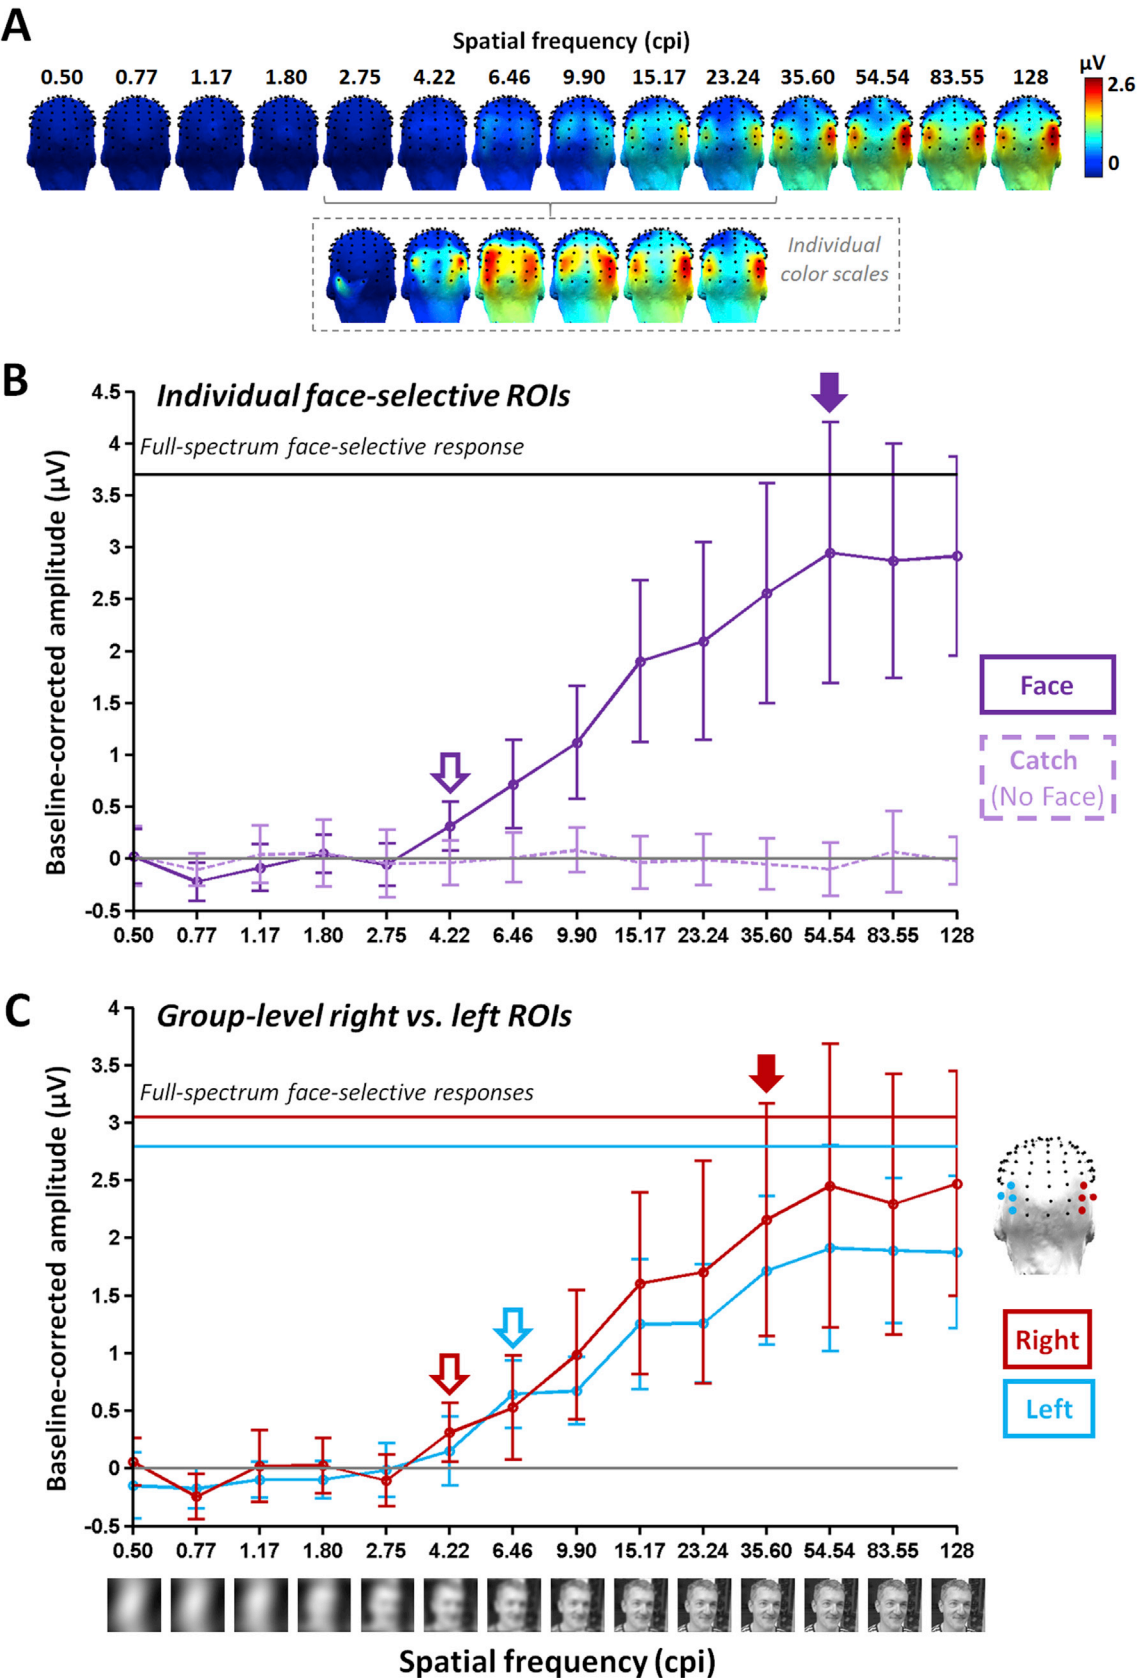 A
Spatial frequency (cpi)
0.50 0.77 1.17 1.80 2.75 4.22 6.46 9.90 15.17 23.24 35.60 54.54 83.55 128
µV
2.6
0
Individual
color scales
B
Individual face-selective ROIs
Full-spectrum face-selective response
Baseline-corrected amplitude (µV)
4.5
4
3.5
3
2.5
2
1.5
1
0.5
0
-0.5
0.50 0.77 1.17 1.80 2.75 4.22 6.46 9.90 15.17 23.24 35.60 54.54 83.55 128
Face
Catch
(No Face)
C
Group-level right vs. left ROIs
Full-spectrum face-selective responses
Baseline-corrected amplitude (µV)
4
3.5
3
2.5
2
1.5
1
0.5
0
-0.5
0.50 0.77 1.17 1.80 2.75 4.22 6.46 9.90 15.17 23.24 35.60 54.54 83.55 128
Right
Left
Spatial frequency (cpi)